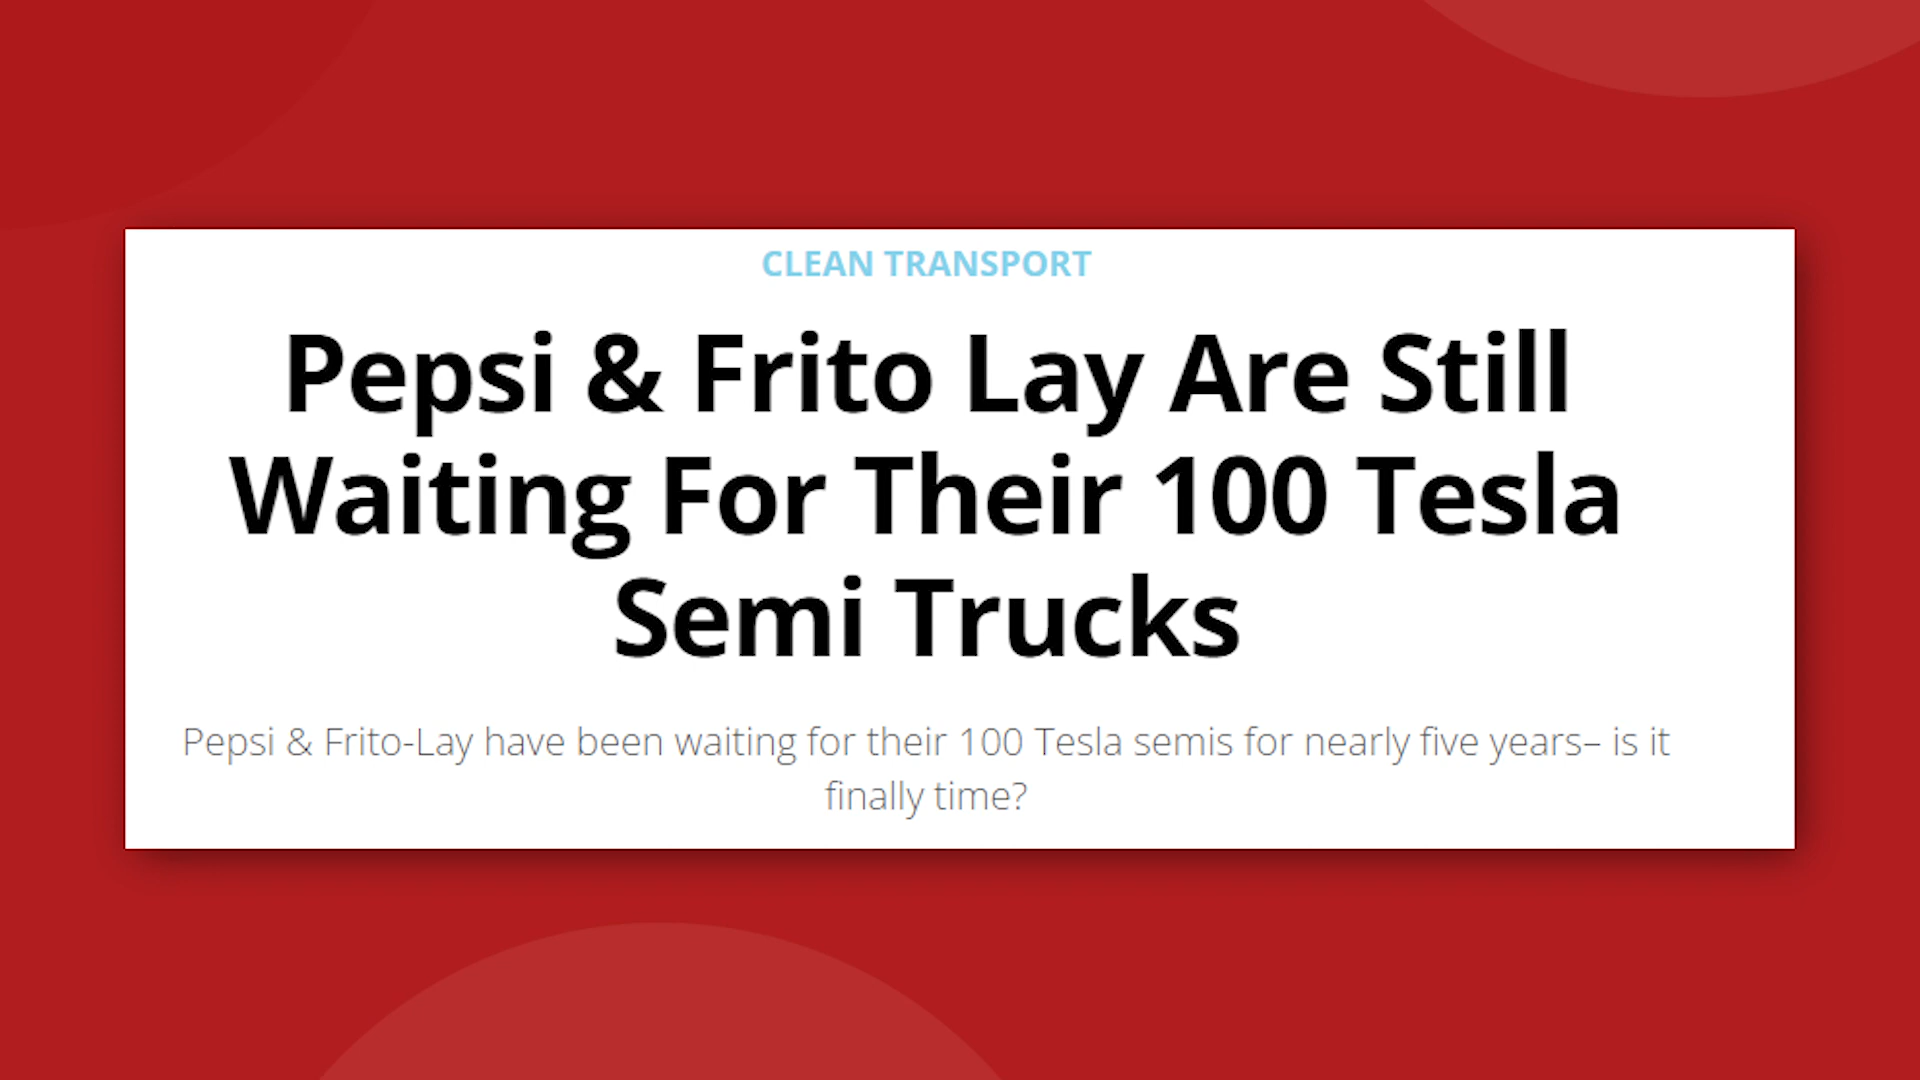 CLEAN TRANSPORT
Pepsi & Frito Lay Are Still
Waiting For Their 100 Tesla
Semi Trucks
Pepsi & Frito-Lay have been waiting for their 100 Tesla semis for nearly five years– is it
finally time?